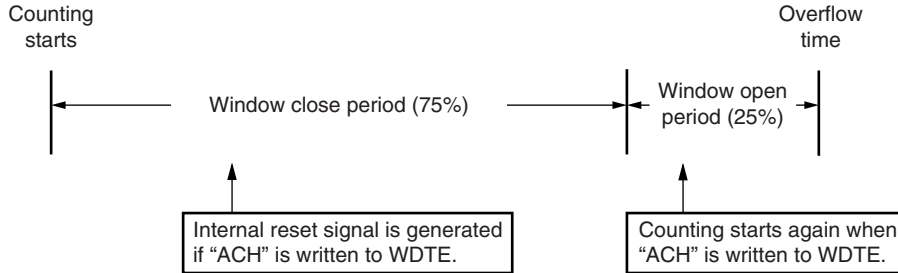 Counting
starts
Overflow
time
Window close period (75%)
Window open
period (25%)
Internal reset signal is generated
if “ACH” is written to WDTE.
Counting starts again when
“ACH” is written to WDTE.